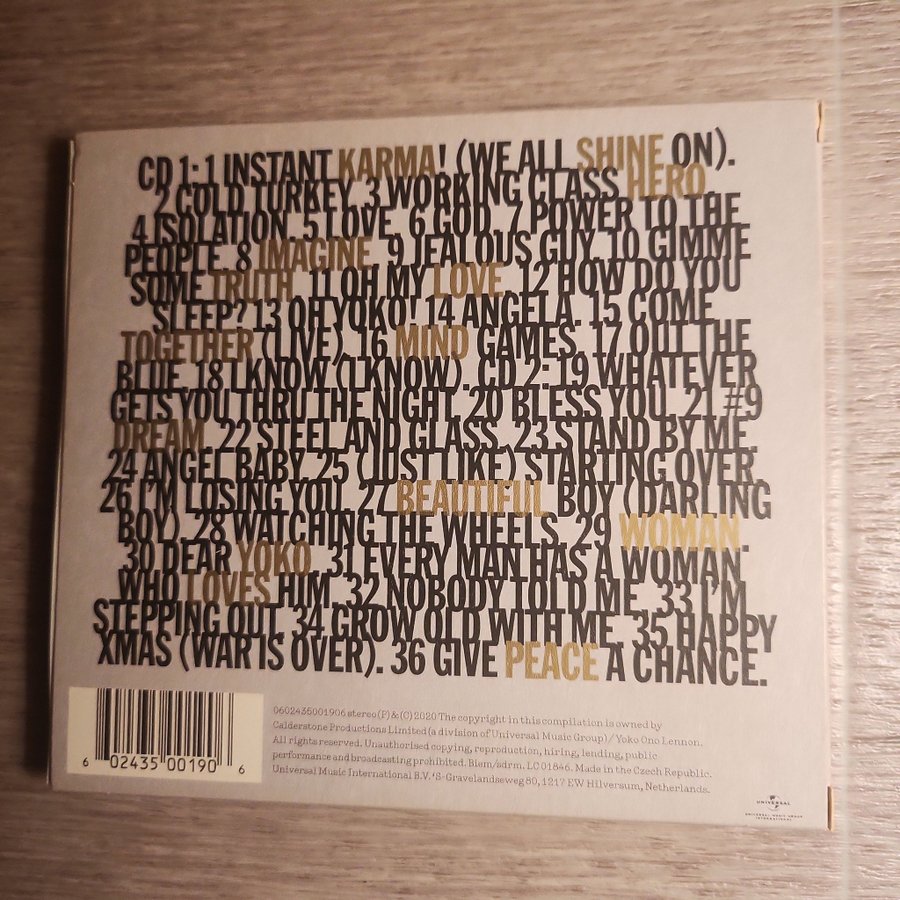 CD 1: 1 INSTANT KARMA! (WE ALL SHINE ON).
2 COLD TURKEY. 3 WORKING CLASS HERO.
4 ISOLATION. 5 LOVE. 6 GOD. 7 POWER TO THE
PEOPLE. 8 IMAGINE. 9 JEALOUS GUY. 10 GIMME
SOME TRUTH. 11 OH MY LOVE. 12 HOW DO YOU
SLEEP? 13 OH YOKO! 14 ANGELA. 15 COME
TOGETHER (LIVE). 16 MIND GAMES. 17 OUT THE
BLUE. 18 I KNOW (I KNOW). CD 2: 19 WHATEVER
GETS YOU THRU THE NIGHT. 20 BLESS YOU. 21 #9
DREAM. 22 STEEL AND GLASS. 23 STAND BY ME.
24 ANGEL BABY. 25 (JUST LIKE) STARTING OVER.
26 I'M LOSING YOU. 27 BEAUTIFUL BOY (DARLING
BOY). 28 WATCHING THE WHEELS. 29 WOMAN.
30 DEAR YOKO. 31 EVERY MAN HAS A WOMAN
WHO LOVES HIM. 32 NOBODY TOLD ME. 33 I'M
STEPPING OUT. 34 GROW OLD WITH ME. 35 HAPPY
XMAS (WAR IS OVER). 36 GIVE PEACE A CHANCE.
0602435001906 stereo (P) & (C) 2020 The copyright in this compilation is owned by
Calderstone Productions Limited (a division of Universal Music Group) / Yoko Ono Lennon.
All rights reserved. Unauthorised copying, reproduction, hiring, lending, public
performance and broadcasting prohibited. Biem/sdrm. LC 01846. Made in the Czech Republic.
Universal Music International B.V. 'S-Gravelandseweg 80, 1217 EW Hilversum, Netherlands.
6 02435 00190 6
UNIVERSAL
UNIVERSAL MUSIC GROUP
INTERNATIONAL